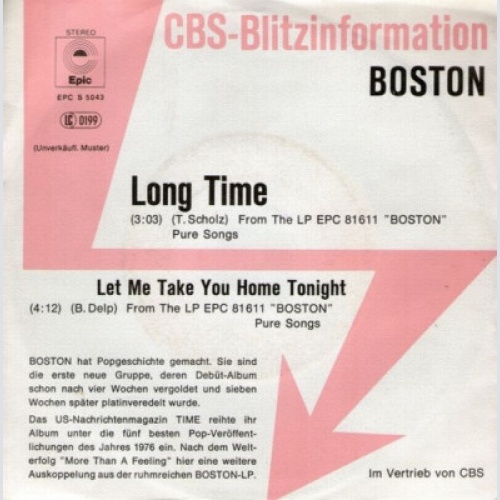 CBS-Blitzinformation
STEREO
Epic
BOSTON
EPC S 5043
LC 0199
(Unverkäufl. Muster)
Long Time
(3:03) (T. Scholz) From The LP EPC 81611 "BOSTON"
Pure Songs
Let Me Take You Home Tonight
(4:12) (B. Delp) From The LP EPC 81611 "BOSTON"
Pure Songs
BOSTON hat Popgeschichte gemacht. Sie sind
die erste neue Gruppe, deren Debüt-Album
schon nach vier Wochen vergoldet und sieben
Wochen später platinveredelt wurde.
Das US-Nachrichtenmagazin TIME reihte ihr
Album unter die fünf besten Pop-Veröffent-
lichungen des Jahres 1976 ein. Nach dem Welt-
erfolg "More Than A Feeling" hier eine weitere
Auskoppelung aus der ruhmreichen BOSTON-LP.
Im Vertrieb von CBS